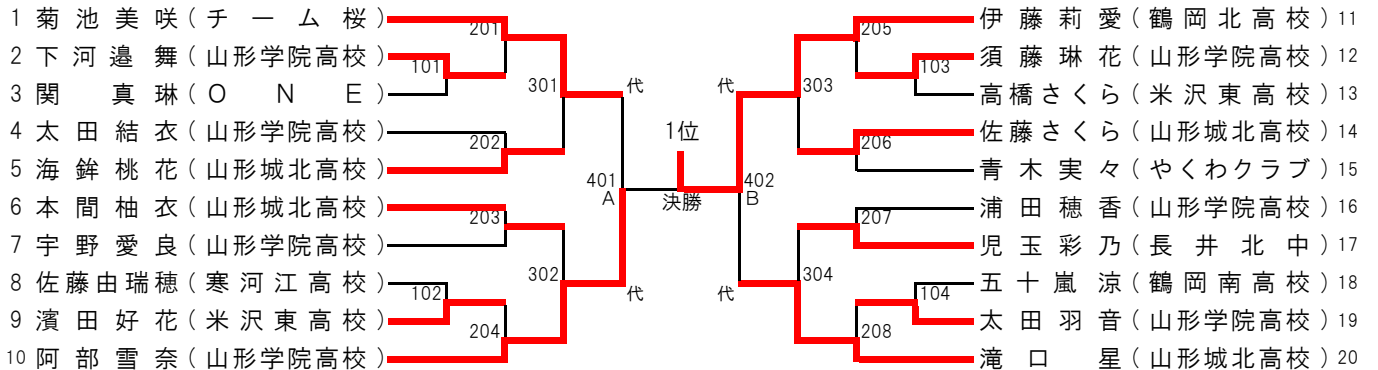 1 菊池美咲(チーム桜)
2 下河邉舞(山形学院高校)
3 関真琳(ONE)
4 太田結衣(山形学院高校)
5 海鉾桃花(山形城北高校)
6 本間柚衣(山形城北高校)
7 宇野愛良(山形学院高校)
8 佐藤由瑞穂(寒河江高校)
9 濱田好花(米沢東高校)
10 阿部雪奈(山形学院高校)
201
101
202
203
102
204
301
302
代
代
401
A
1位
決勝
402
B
代
代
303
304
205
103
206
207
104
208
伊藤莉愛(鶴岡北高校) 11
須藤琳花(山形学院高校) 12
高橋さくら(米沢東高校) 13
佐藤さくら(山形城北高校) 14
青木実々(やくわクラブ) 15
浦田穂香(山形学院高校) 16
児玉彩乃(長井北中) 17
五十嵐涼(鶴岡南高校) 18
太田羽音(山形学院高校) 19
滝口星(山形城北高校) 20